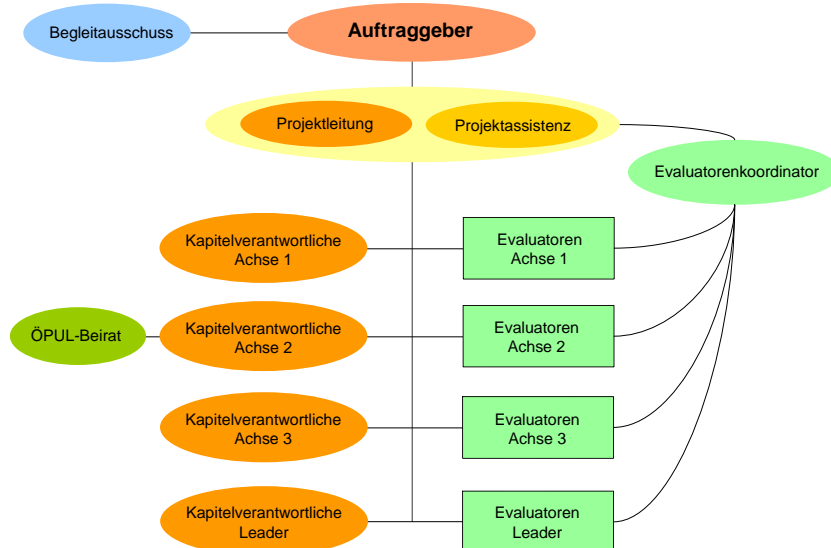 Begleitausschuss
Auftraggeber
Projektleitung
Projektassistenz
Evaluatorenkoordinator
Kapitelverantwortliche
Achse 1
Evaluatoren
Achse 1
ÖPUL-Beirat
Kapitelverantwortliche
Achse 2
Evaluatoren
Achse 2
Kapitelverantwortliche
Achse 3
Evaluatoren
Achse 3
Kapitelverantwortliche
Leader
Evaluatoren
Leader